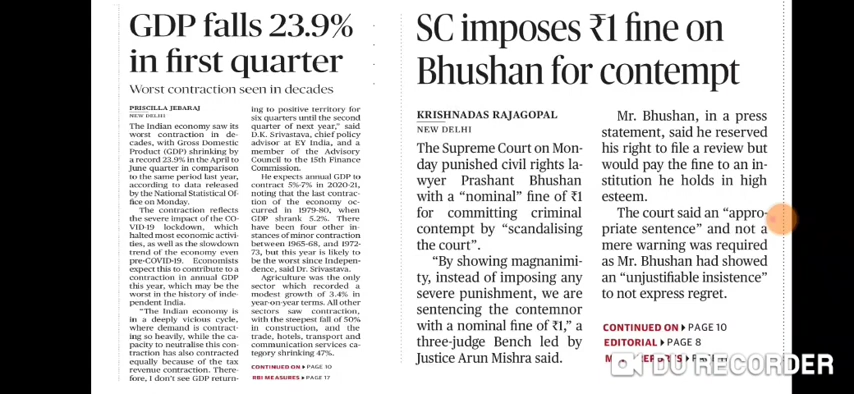 GDP falls 23.9%
in first quarter
Worst contraction seen in decades
PRISCILLA JEBARAJ
NEW DELHI
The Indian economy saw its
worst contraction in de-
cades, with Gross Domestic
Product (GDP) shrinking by
a record 23.9% in the April to
June quarter in comparison
to the same period last year,
according to data released
by the National Statistical Of-
fice on Monday.
The contraction reflects
the severe impact of the CO-
VID-19 lockdown, which
halted most economic activi-
ties, as well as the slowdown
trend of the economy even
pre-COVID-19. Economists
expect this to contribute to a
contraction in annual GDP
this year, which may be the
worst in the history of inde-
pendent India.
"The Indian economy is
in a deeply vicious cycle,
where demand is contract-
ing so heavily, while the ca-
pacity to neutralise this con-
traction has also contracted
equally because of the tax
revenue contraction. There-
fore, I don't see GDP return-
ing to positive territory for
six quarters until the second
quarter of next year," said
D.K. Srivastava, chief policy
advisor at EY India, and a
member of the Advisory
Council to the 15th Finance
Commission.
He expects annual GDP to
contract 5%-7% in 2020-21,
noting that the last contrac-
tion of the economy oc-
curred in 1979-80, when
GDP shrank 5.2%. There
have been four other in-
stances of minor contraction
between 1965-68, and 1972-
73, but this year is likely to
be the worst since Indepen-
dence, said Dr. Srivastava.
Agriculture was the only
sector which recorded a
modest growth of 3.4% in
year-on-year terms. All other
sectors saw contraction,
with the steepest fall of 50%
in construction, and the
trade, hotels, transport and
communication services ca-
tegory shrinking 47%.
CONTINUED ON PAGE 10
RBI MEASURES PAGE 17
SC imposes ₹1 fine on
Bhushan for contempt
KRISHNADAS RAJAGOPAL
NEW DELHI
The Supreme Court on Mon-
day punished civil rights la-
wyer Prashant Bhushan
with a "nominal" fine of ₹1
for committing criminal
contempt by "scandalising
the court".
"By showing magnanimi-
ty, instead of imposing any
severe punishment, we are
sentencing the contemnor
with a nominal fine of ₹1," a
three-judge Bench led by
Justice Arun Mishra said.
Mr. Bhushan, in a press
statement, said he reserved
his right to file a review but
would pay the fine to an in-
stitution he holds in high
esteem.
The court said an "appro-
priate sentence" and not a
mere warning was required
as Mr. Bhushan had showed
an "unjustifiable insistence"
to not express regret.
CONTINUED ON PAGE 10
EDITORIAL PAGE 8
DU RECORDER